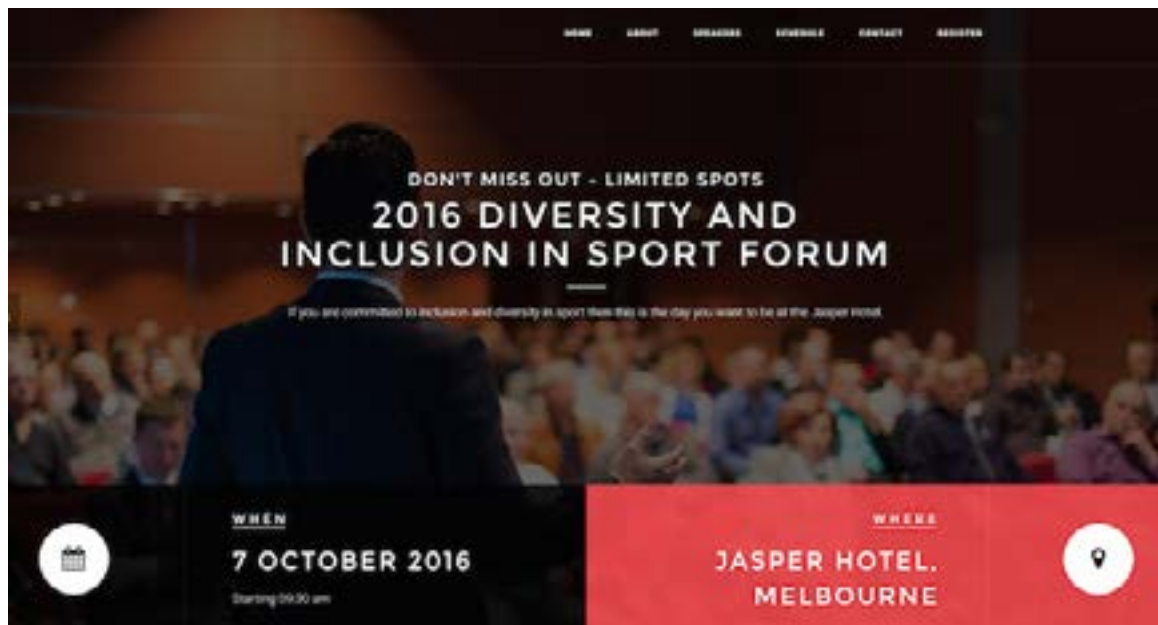 HOME ABOUT SPEAKERS SCHEDULE CONTACT REGISTER
DON'T MISS OUT - LIMITED SPOTS
2016 DIVERSITY AND
INCLUSION IN SPORT FORUM
If you are committed to inclusion and diversity in sport then this is the day you want to be at the Jasper Hotel.
WHEN
7 OCTOBER 2016
Starting 09:30 am
WHERE
JASPER HOTEL,
MELBOURNE